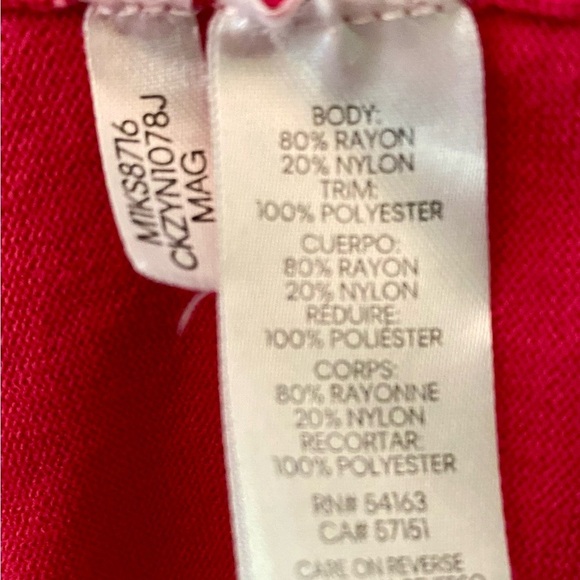 M1KS8716
CKZYN1078J
MAG
BODY:
80% RAYON
20% NYLON
TRIM:
100% POLYESTER
CUERPO:
80% RAYON
20% NYLON
RÉDUIRE:
100% POLIÉSTER
CORPS:
80% RAYONNE
20% NYLON
RECORTAR:
100% POLYESTER
RN# 54163
CA# 57151
CARE ON REVERSE